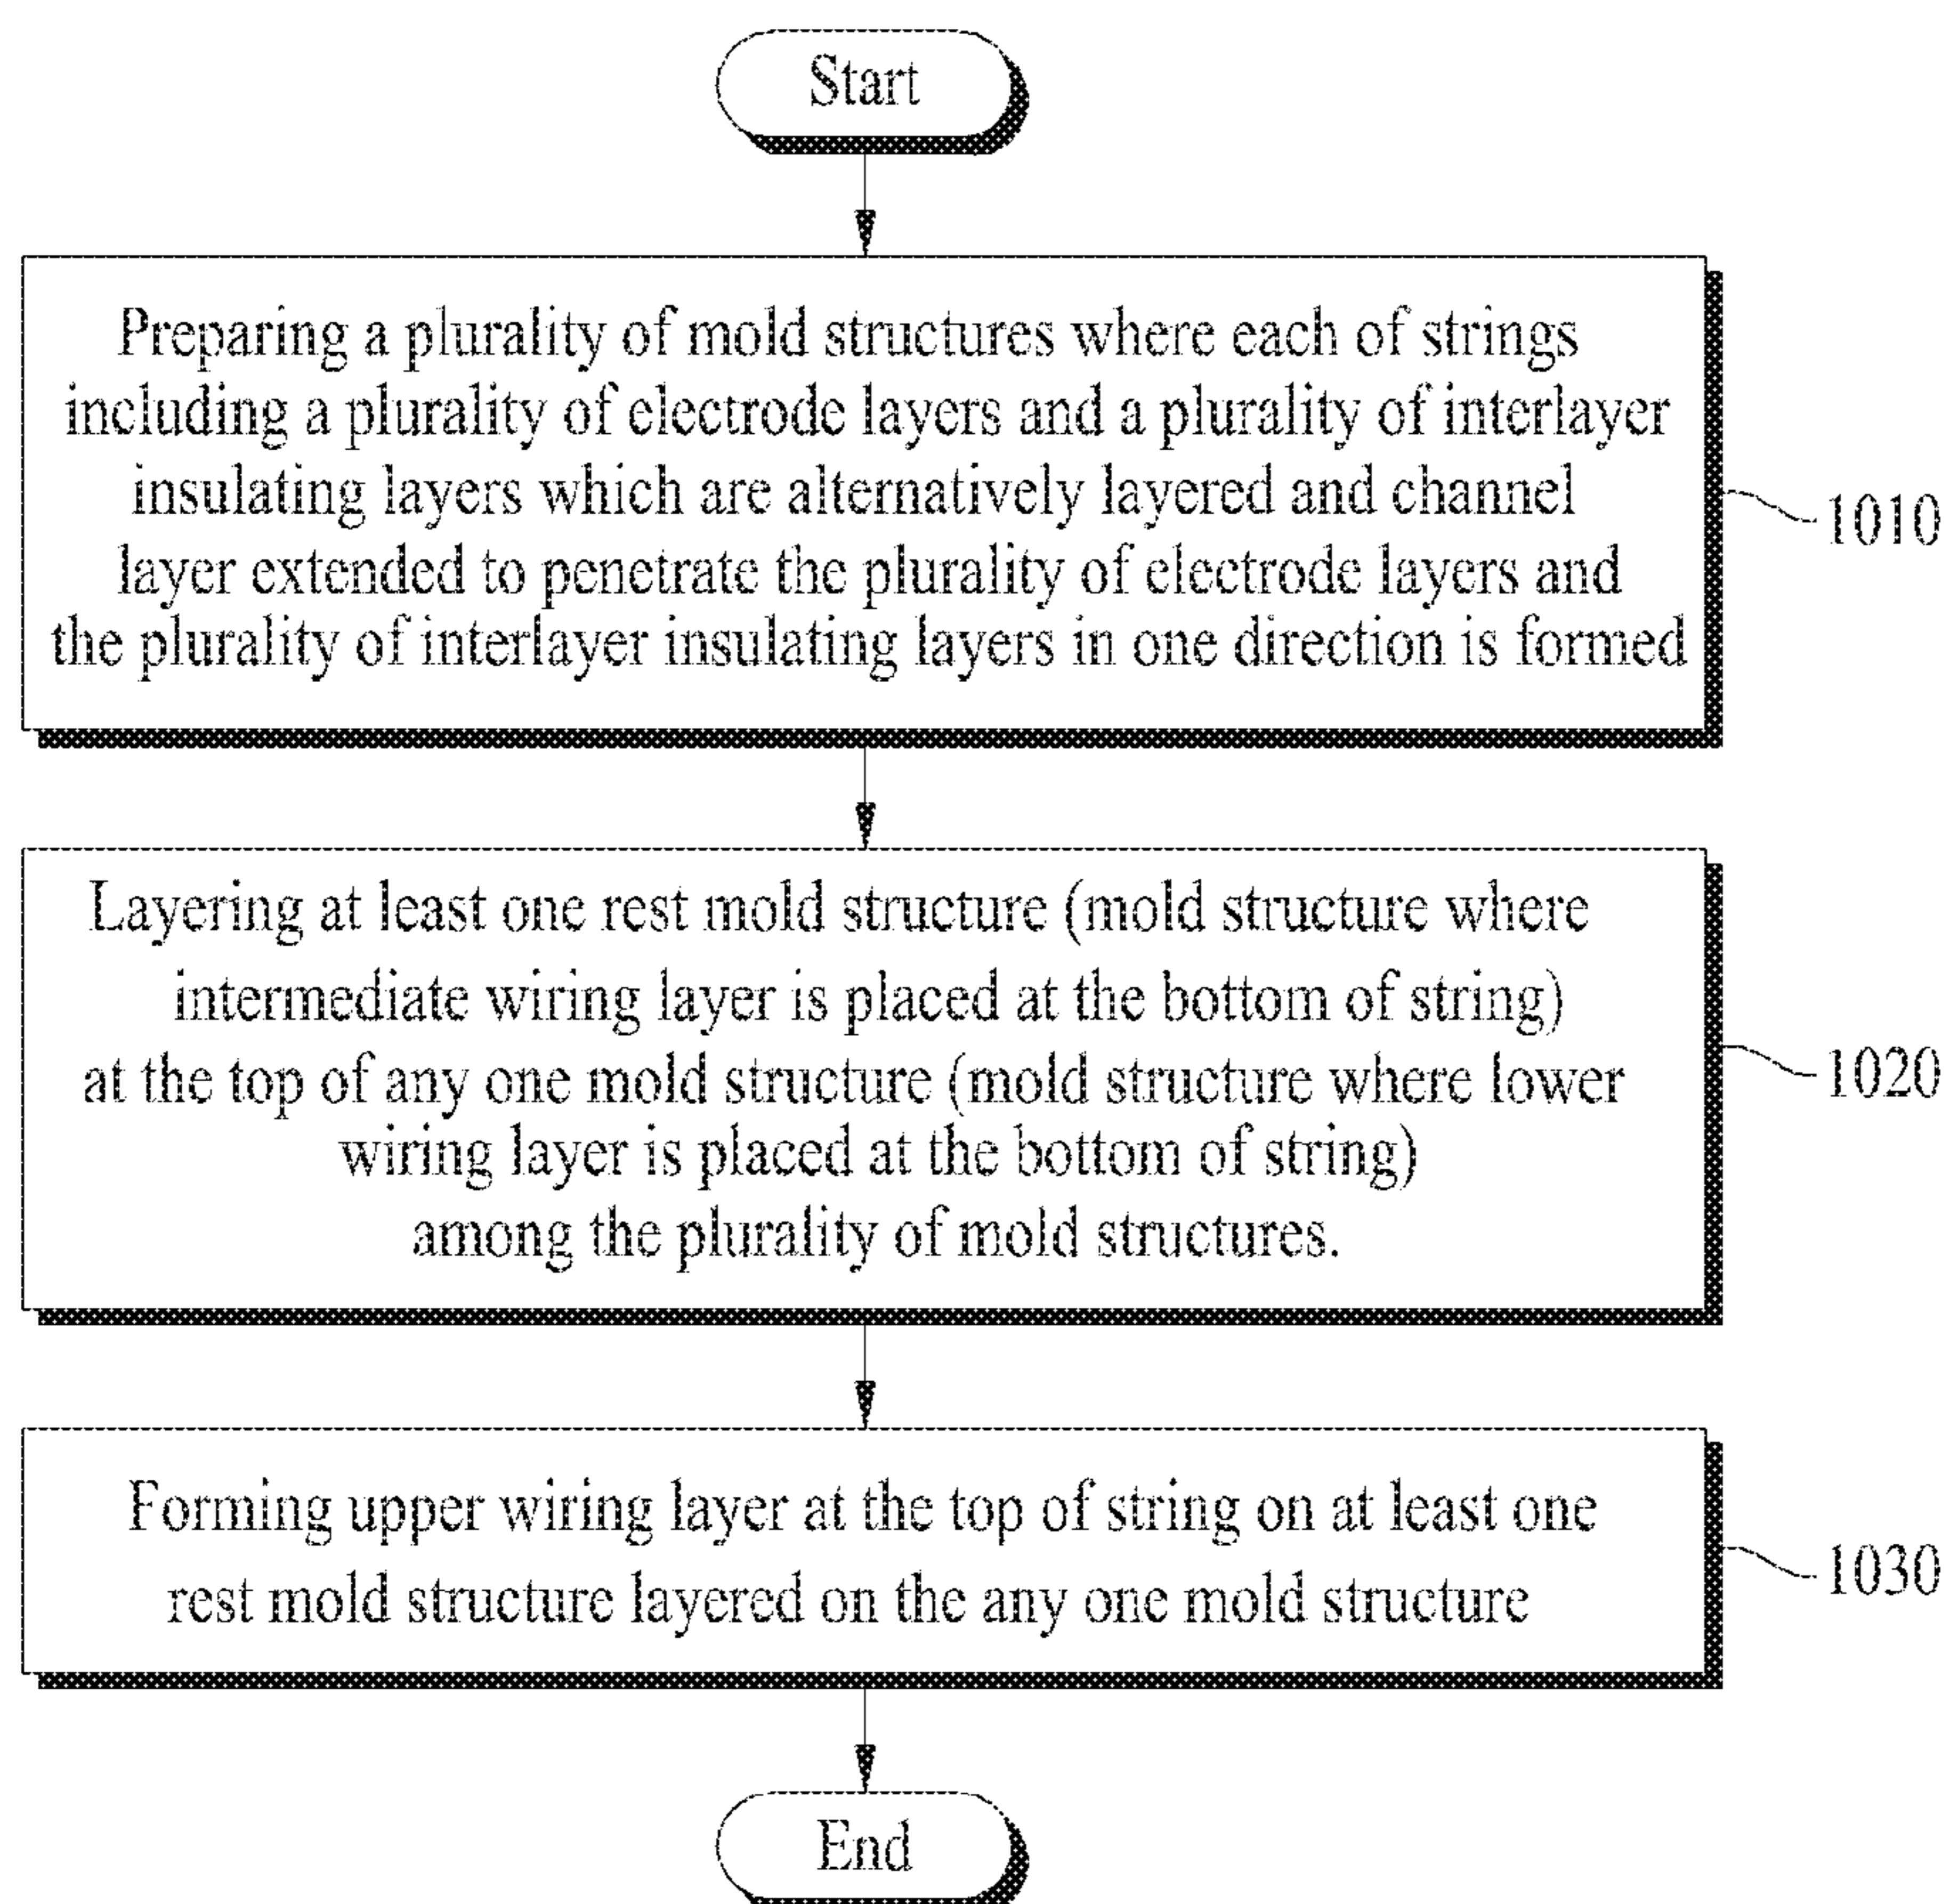 Start
Preparing a plurality of mold structures where each of strings
including a plurality of electrode layers and a plurality of interlayer
insulating layers which are alternatively layered and channel
layer extended to penetrate the plurality of electrode layers and
the plurality of interlayer insulating layers in one direction is formed
1010
Layering at least one rest mold structure (mold structure where
intermediate wiring layer is placed at the bottom of string)
at the top of any one mold structure (mold structure where lower
wiring layer is placed at the bottom of string)
among the plurality of mold structures.
1020
Forming upper wiring layer at the top of string on at least one
rest mold structure layered on the any one mold structure
1030
End